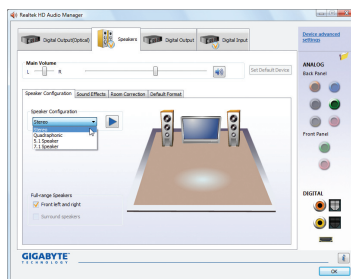 Realtek HD Audio Manager
Digital Output(Optical)
Speakers
Digital Output
Digital Input
Device advanced settings
Main Volume
L
R
Set Default Device
ANALOG
Back Panel
Speaker Configuration
Sound Effects
Room Correction
Default Format
Speaker Configuration
Stereo
Stereo
Quadraphonic
5.1 Speaker
7.1 Speaker
Front Panel
Full-range Speakers
Front left and right
Surround speakers
DIGITAL
GIGABYTE
TECHNOLOGY
OK